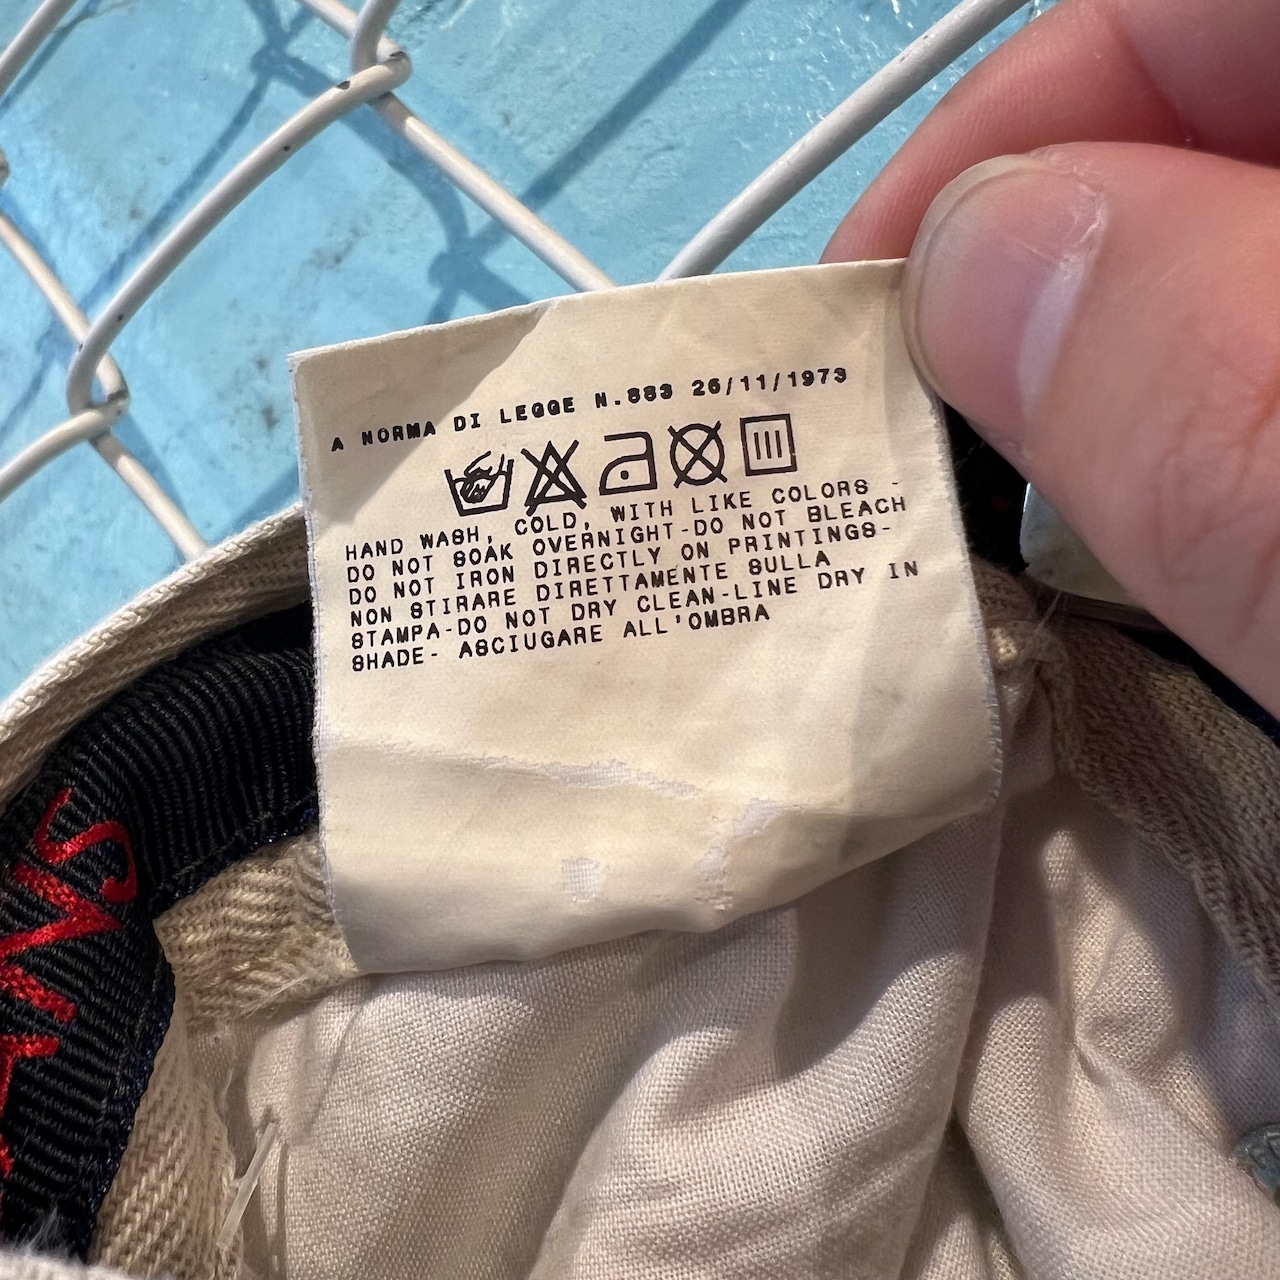 A NORMA DI LEGGE N.883 26/11/1973
HAND WASH, COLD, WITH LIKE COLORS -
DO NOT SOAK OVERNIGHT-DO NOT BLEACH
DO NOT IRON DIRECTLY ON PRINTINGS-
NON STIRARE DIRETTAMENTE SULLA
STAMPA-DO NOT DRY CLEAN-LINE DRY IN
SHADE- ASCIUGARE ALL'OMBRA